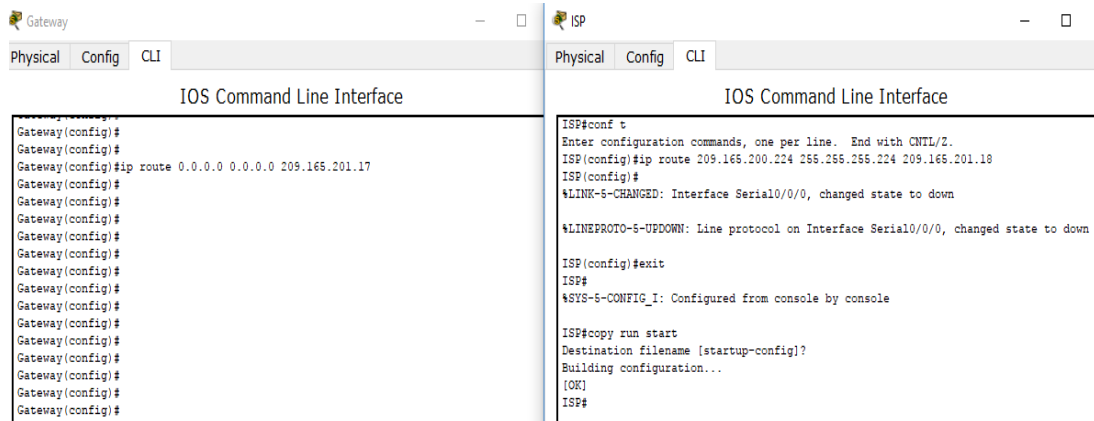 Gateway
Physical Config CLI
IOS Command Line Interface
Gateway(config)#
Gateway(config)#
Gateway(config)#
Gateway(config)#ip route 0.0.0.0 0.0.0.0 209.165.201.17
Gateway(config)#
Gateway(config)#
Gateway(config)#
Gateway(config)#
Gateway(config)#
Gateway(config)#
Gateway(config)#
Gateway(config)#
Gateway(config)#
Gateway(config)#
Gateway(config)#
Gateway(config)#
Gateway(config)#
Gateway(config)#
ISP
Physical Config CLI
IOS Command Line Interface
ISP#conf t
Enter configuration commands, one per line.  End with CNTL/Z.
ISP(config)#ip route 209.165.200.224 255.255.255.224 209.165.201.18
ISP(config)#
%LINK-5-CHANGED: Interface Serial0/0/0, changed state to down
%LINEPROTO-5-UPDOWN: Line protocol on Interface Serial0/0/0, changed state to down
ISP(config)#exit
ISP#
%SYS-5-CONFIG_I: Configured from console by console
ISP#copy run start
Destination filename [startup-config]?
Building configuration...
[OK]
ISP#